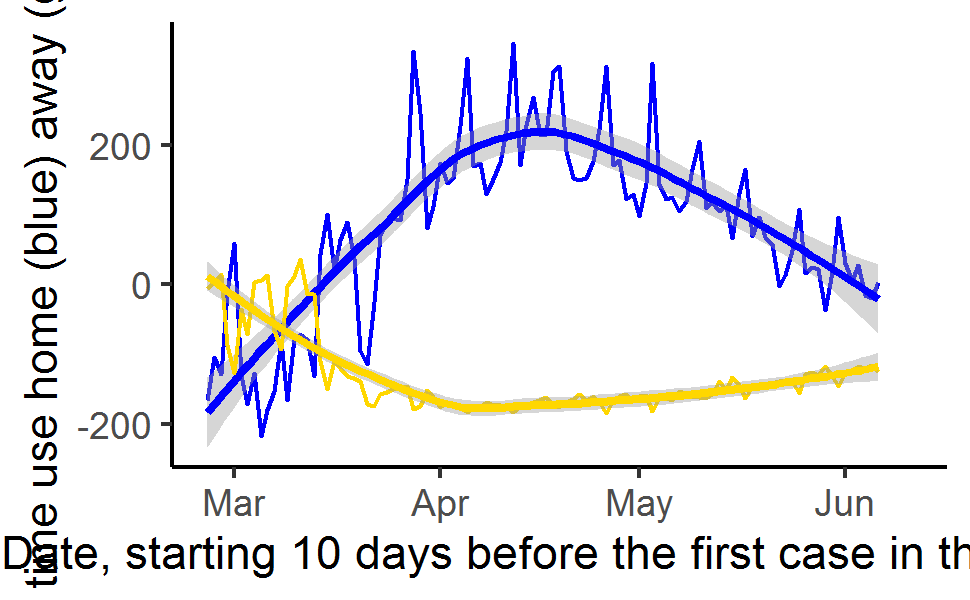 time use home (blue) away (
200
0
-200
Mar Apr May Jun
Date, starting 10 days before the first case in th